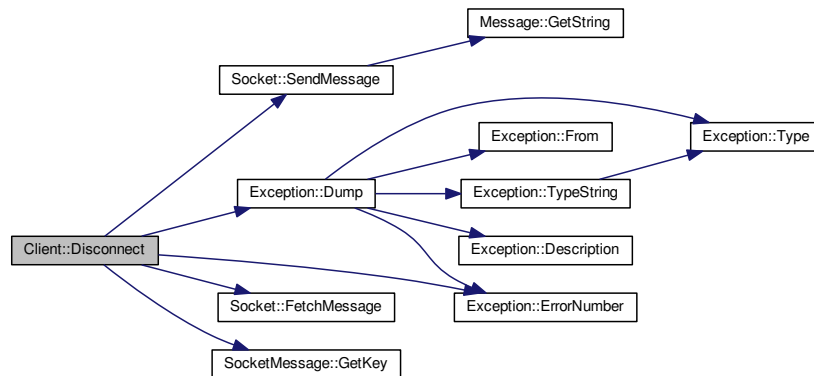 Message::GetString
Socket::SendMessage
Exception::From
Exception::Type
Exception::Dump
Exception::TypeString
Client::Disconnect
Exception::Description
Socket::FetchMessage
Exception::ErrorNumber
SocketMessage::GetKey